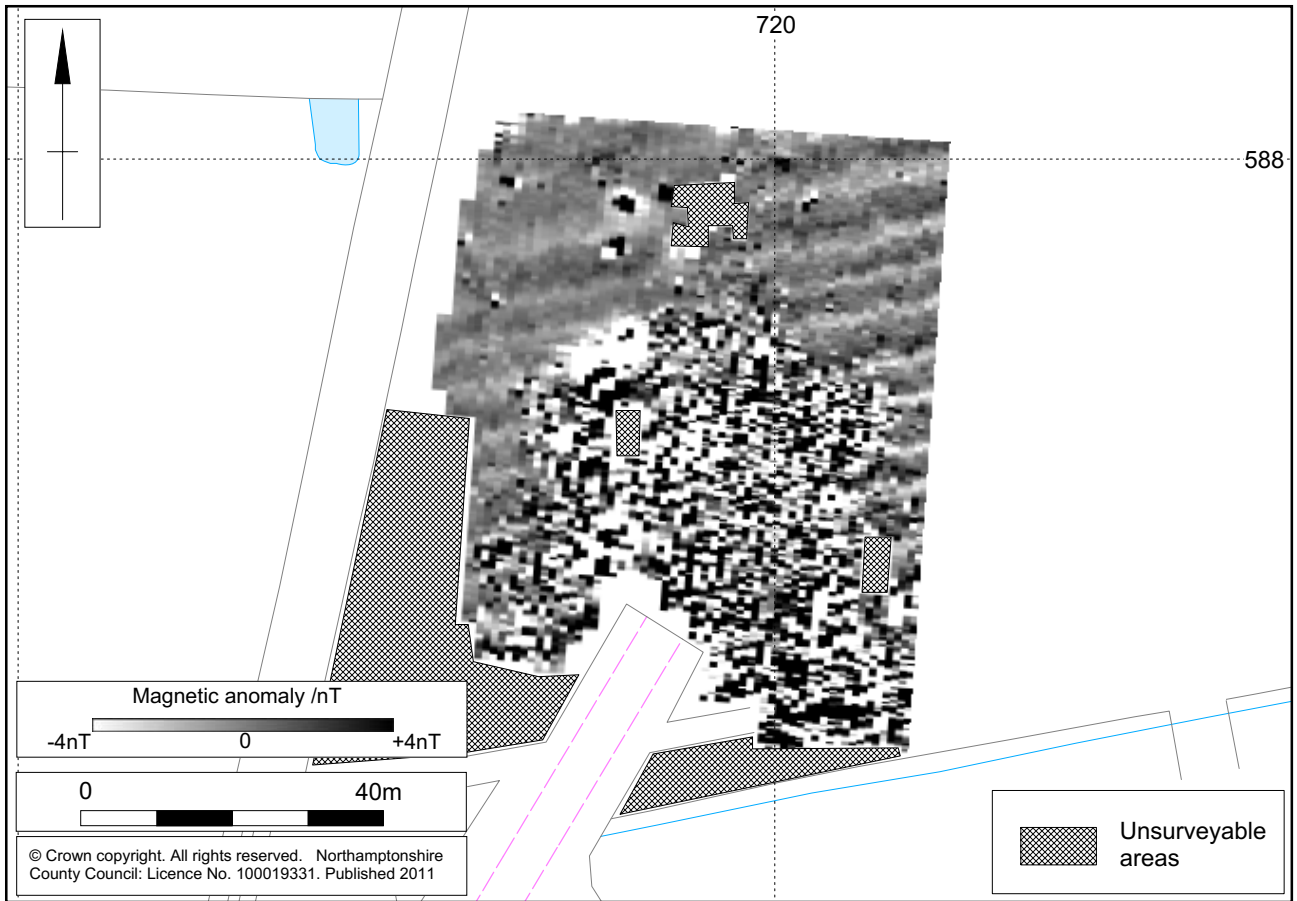 720
588
Magnetic anomaly /nT
-4nT 0 +4nT
0 40m
© Crown copyright. All rights reserved. Northamptonshire
County Council: Licence No. 100019331. Published 2011
Unsurveyable
areas